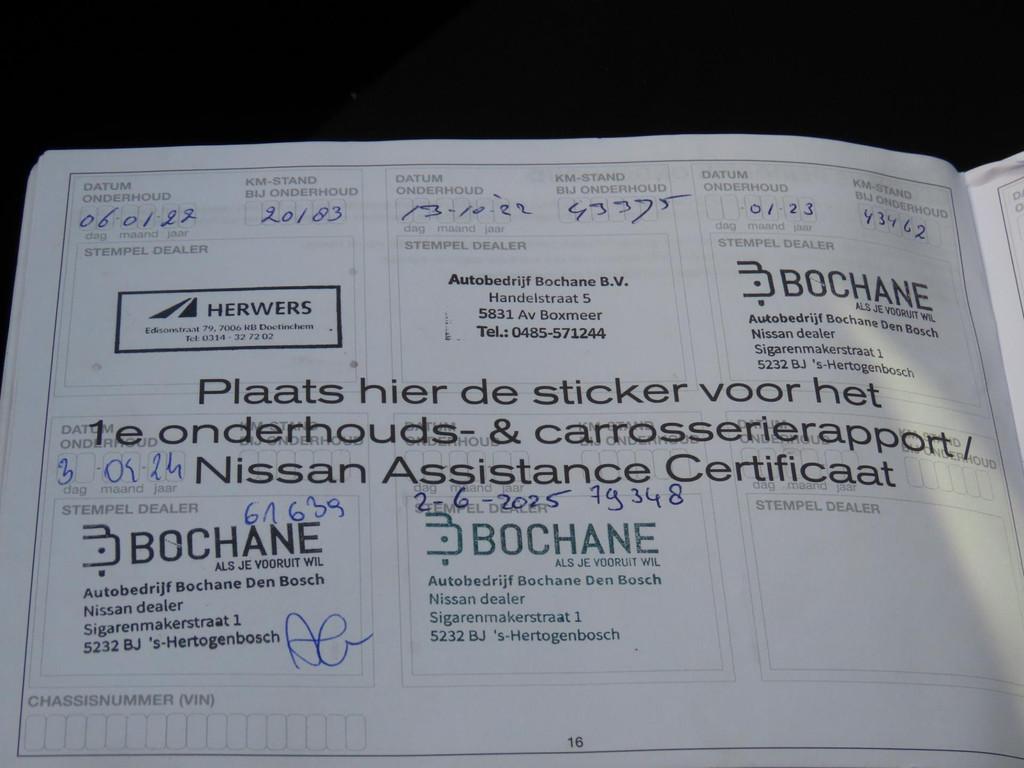 DATUM
ONDERHOUD
KM-STAND
BIJ ONDERHOUD
06-01-22
20183
dag maand jaar
STEMPEL DEALER
HERWERS
Edisonstraat 79, 7006 RB Doetinchem
Tel: 0314 - 32 72 02
DATUM
ONDERHOUD
KM-STAND
BIJ ONDERHOUD
13-10-22
43375
dag maand jaar
STEMPEL DEALER
Autobedrijf Bochane B.V.
Handelstraat 5
5831 Av Boxmeer
Tel.: 0485-571244
DATUM
ONDERHOUD
KM-STAND
BIJ ONDERHOUD
01-23
43462
dag maand jaar
STEMPEL DEALER
BOCHANE
ALS JE VOORUIT WIL
Autobedrijf Bochane Den Bosch
Nissan dealer
Sigarenmakerstraat 1
5232 BJ 's-Hertogenbosch
Plaats hier de sticker voor het
1e onderhouds- & carrosserierapport /
Nissan Assistance Certificaat
DATUM
ONDERHOUD
KM-STAND
dag maand jaar
STEMPEL DEALER
61639
BOCHANE
ALS JE VOORUIT WIL
Autobedrijf Bochane Den Bosch
Nissan dealer
Sigarenmakerstraat 1
5232 BJ 's-Hertogenbosch
dag maand jaar
2-6-2025 79348
STEMPEL DEALER
BOCHANE
ALS JE VOORUIT WIL
Autobedrijf Bochane Den Bosch
Nissan dealer
Sigarenmakerstraat 1
5232 BJ 's-Hertogenbosch
DATUM
ONDERHOUD
dag maand jaar
STEMPEL DEALER
CHASSISNUMMER (VIN)
16